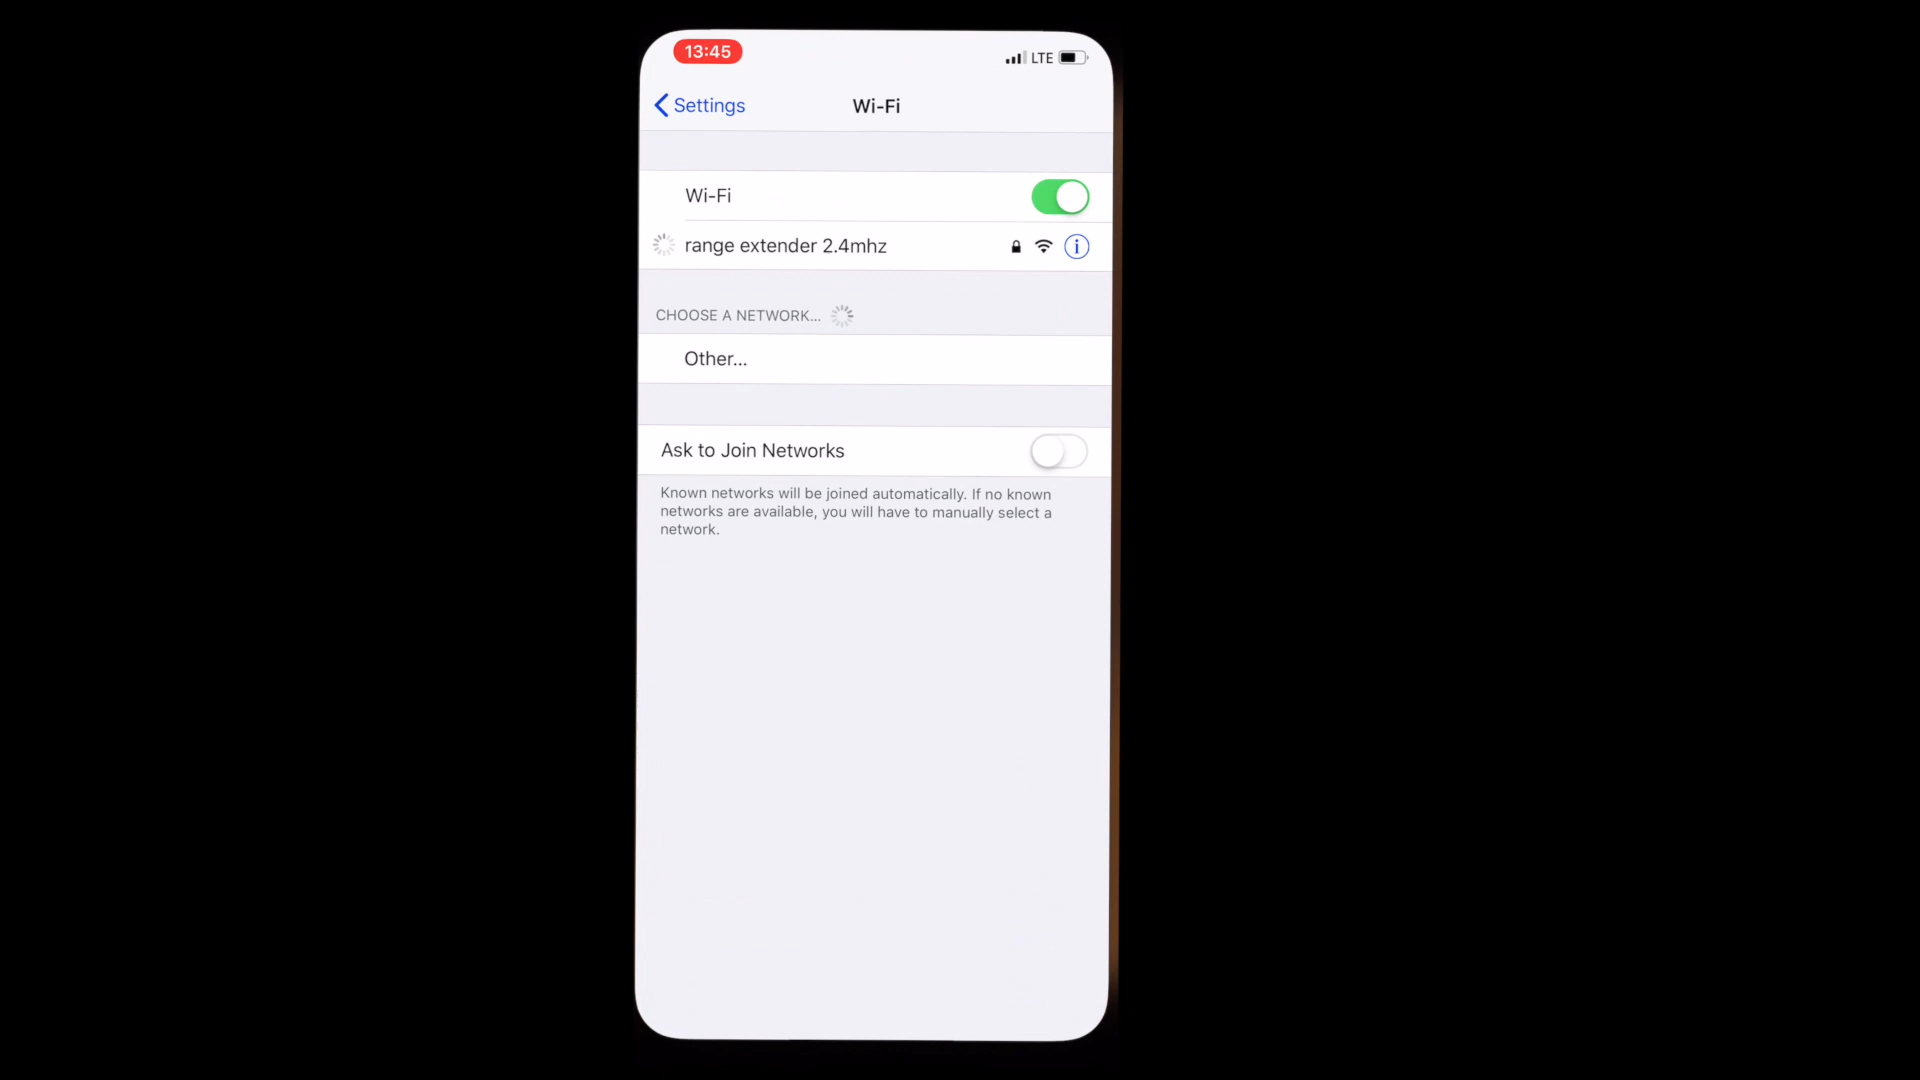 13:45
LTE
Settings
Wi-Fi
Wi-Fi
range extender 2.4mhz
CHOOSE A NETWORK...
Other...
Ask to Join Networks
Known networks will be joined automatically. If no known
networks are available, you will have to manually select a
network.